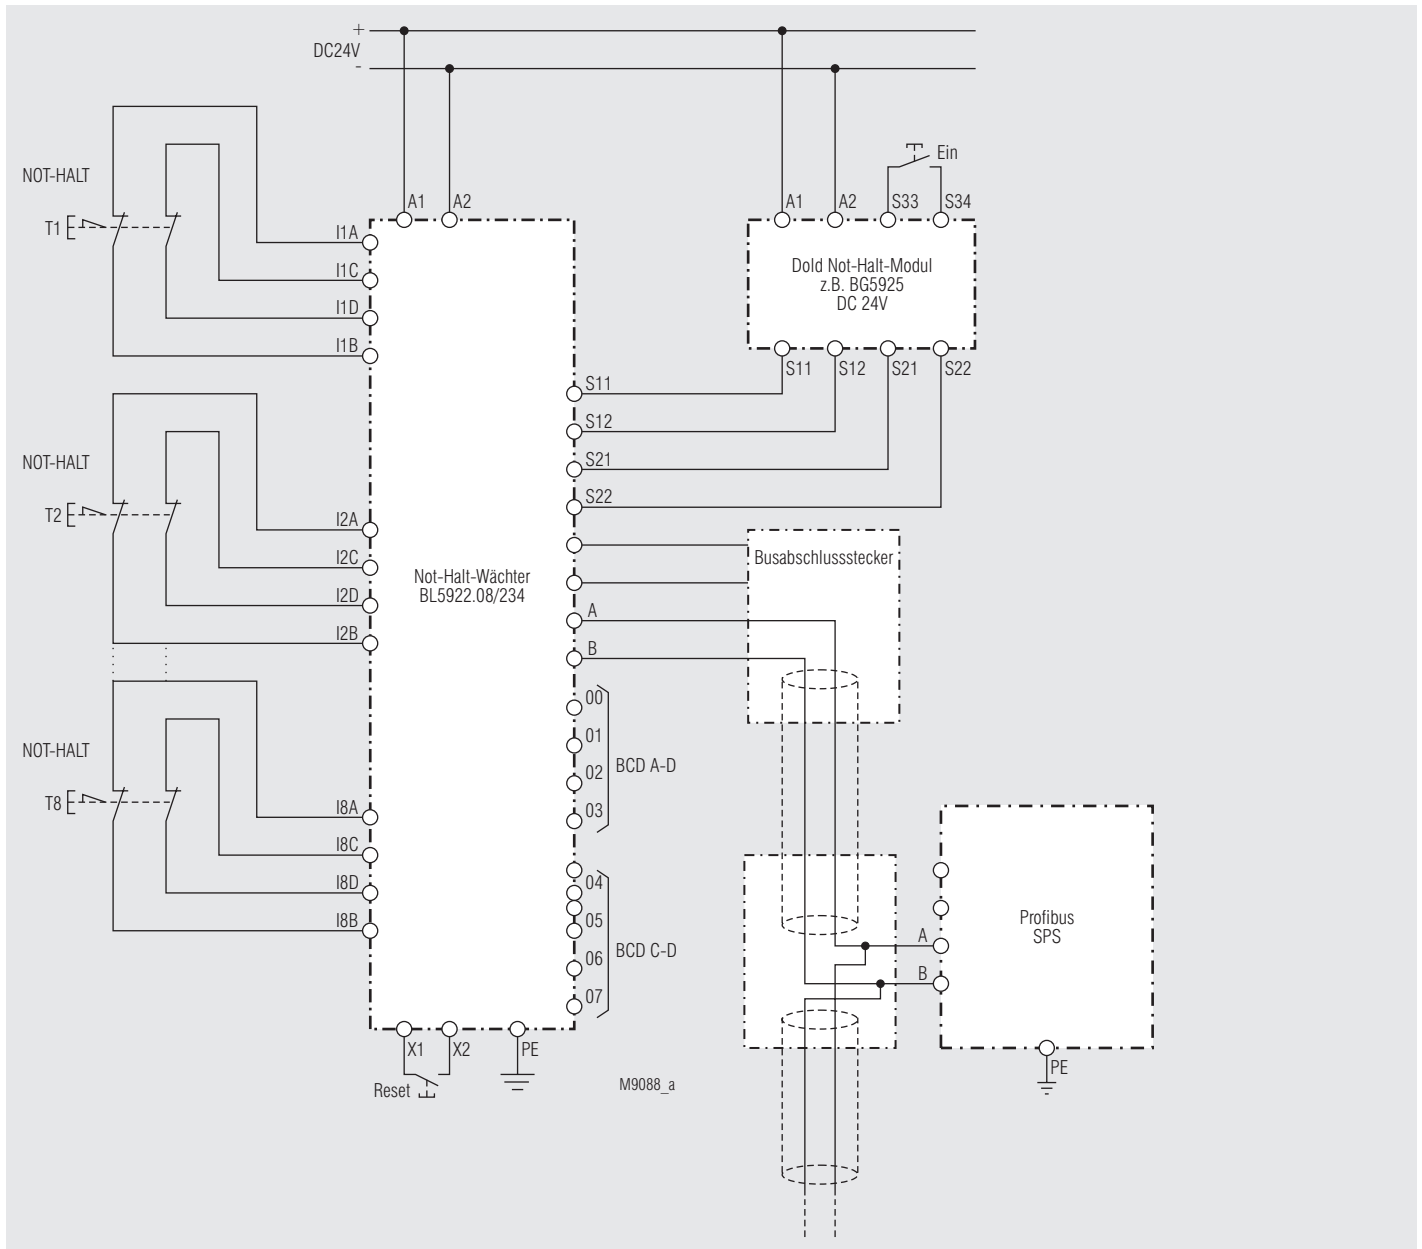 +
DC24V
-
Ein
A1
A2
A1
A2
S33
S34
NOT-HALT
T1
I1A
I1C
I1D
I1B
Dold Not-Halt-Modul
z.B. BG5925
DC 24V
S11
S12
S21
S22
S11
S12
S21
S22
NOT-HALT
T2
I2A
I2C
I2D
I2B
Not-Halt-Wächter
BL5922.08/234
Busabschlussstecker
A
B
00
01
02
03
BCD A-D
NOT-HALT
T8
I8A
I8C
I8D
I8B
04
05
06
07
BCD C-D
Profibus
SPS
A
B
PE
X1
X2
PE
Reset
M9088_a